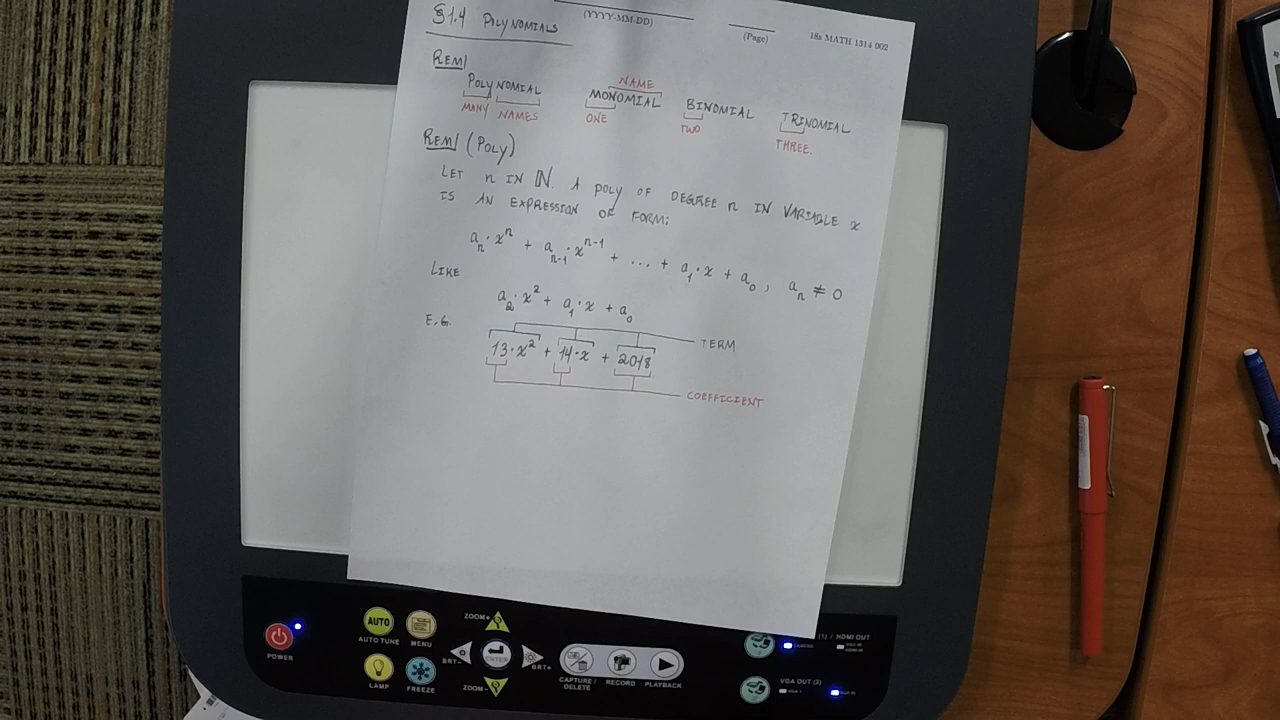 §1.4 POLYNOMIALS
(YYYY-MM-DD)
(Page)
18s MATH 1314 002
REM/
POLYNOMIAL
MANY NAMES
NAME
MONOMIAL
ONE
BINOMIAL
TWO
TRINOMIAL
THREE.
REM/ (POLY)
LET n IN ℕ. A POLY OF DEGREE n IN VARIABLE x
IS AN EXPRESSION OF FORM:
aₙ·xⁿ + aₙ₋₁·xⁿ⁻¹ + ... + a₁·x + a₀, aₙ ≠ 0
LIKE
a₂·x² + a₁·x + a₀
E.G.
13·x² + 14·x + 2018
TERM
COEFFICIENT
POWER
AUTO
AUTO TUNE
MENU
LAMP
FREEZE
ZOOM+
BRT-
ENTER
BRT+
ZOOM-
CAPTURE /
DELETE
RECORD
PLAYBACK
(1) / HDMI OUT
VGA OUT (2)